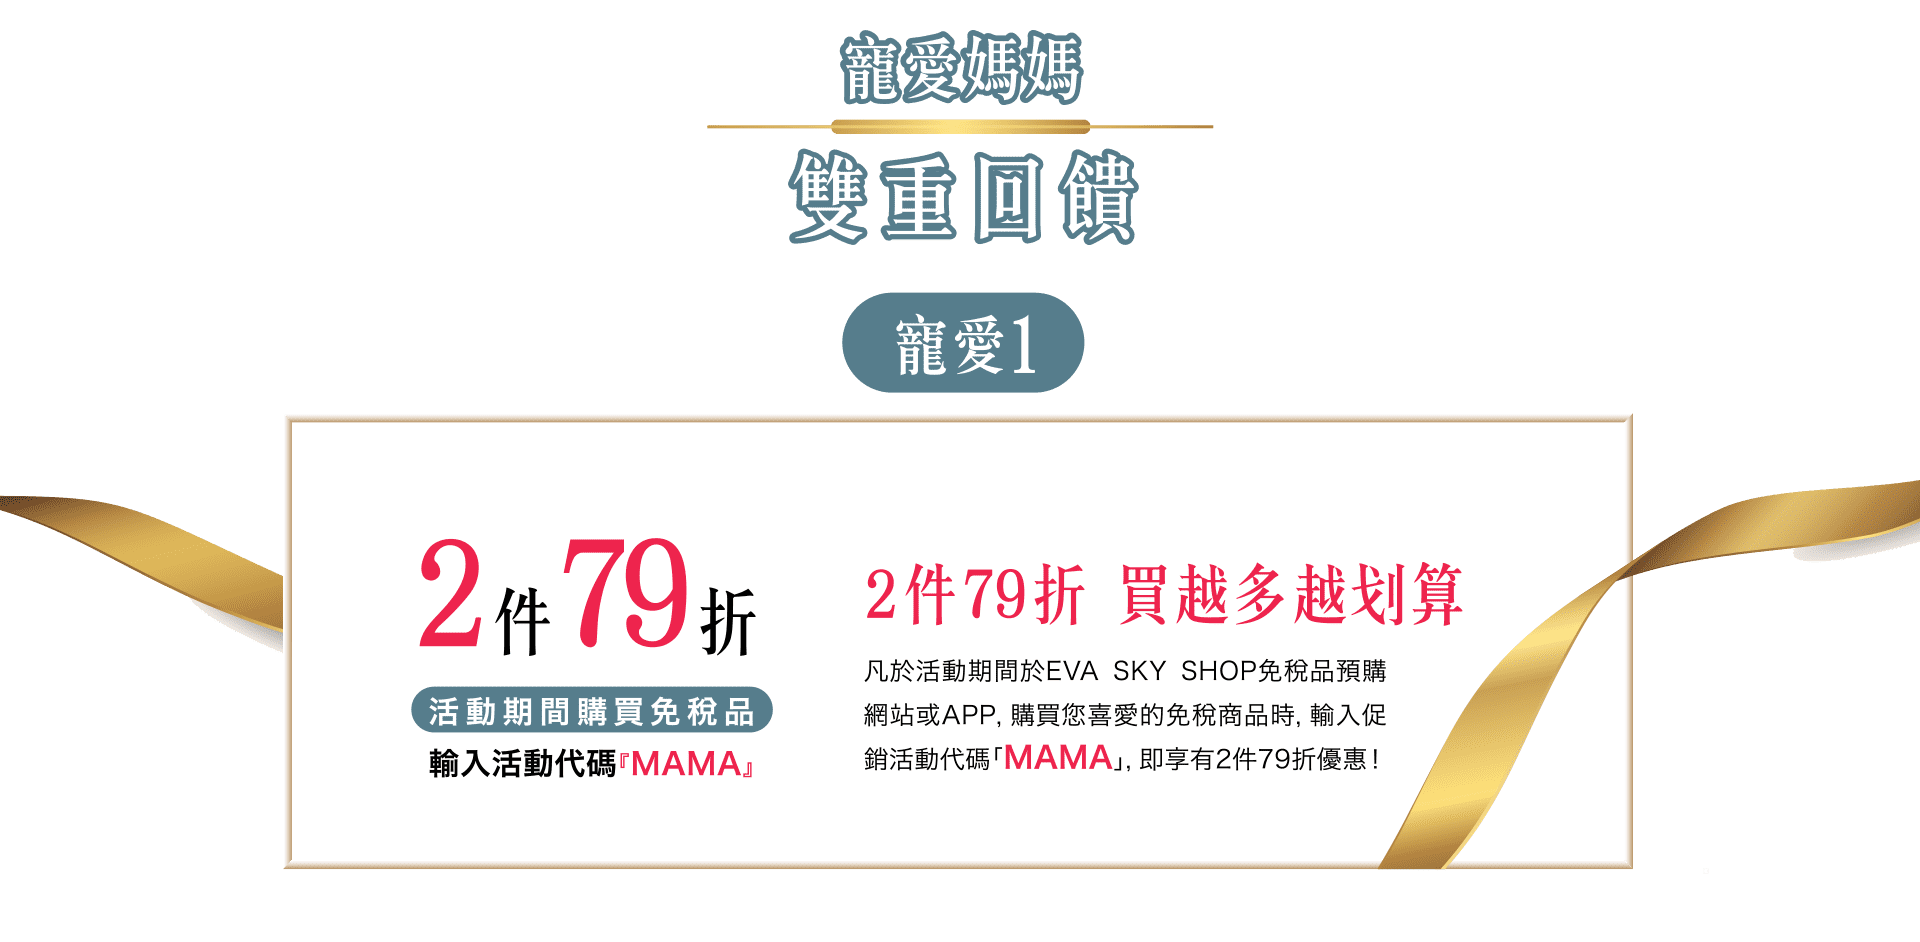 寵愛媽媽
雙重回饋
寵愛1
2件79折
活動期間購買免稅品
輸入活動代碼『MAMA』
2件79折 買越多越划算
凡於活動期間於EVA SKY SHOP免稅品預購
網站或APP, 購買您喜愛的免稅商品時, 輸入促
銷活動代碼「MAMA」, 即享有2件79折優惠!